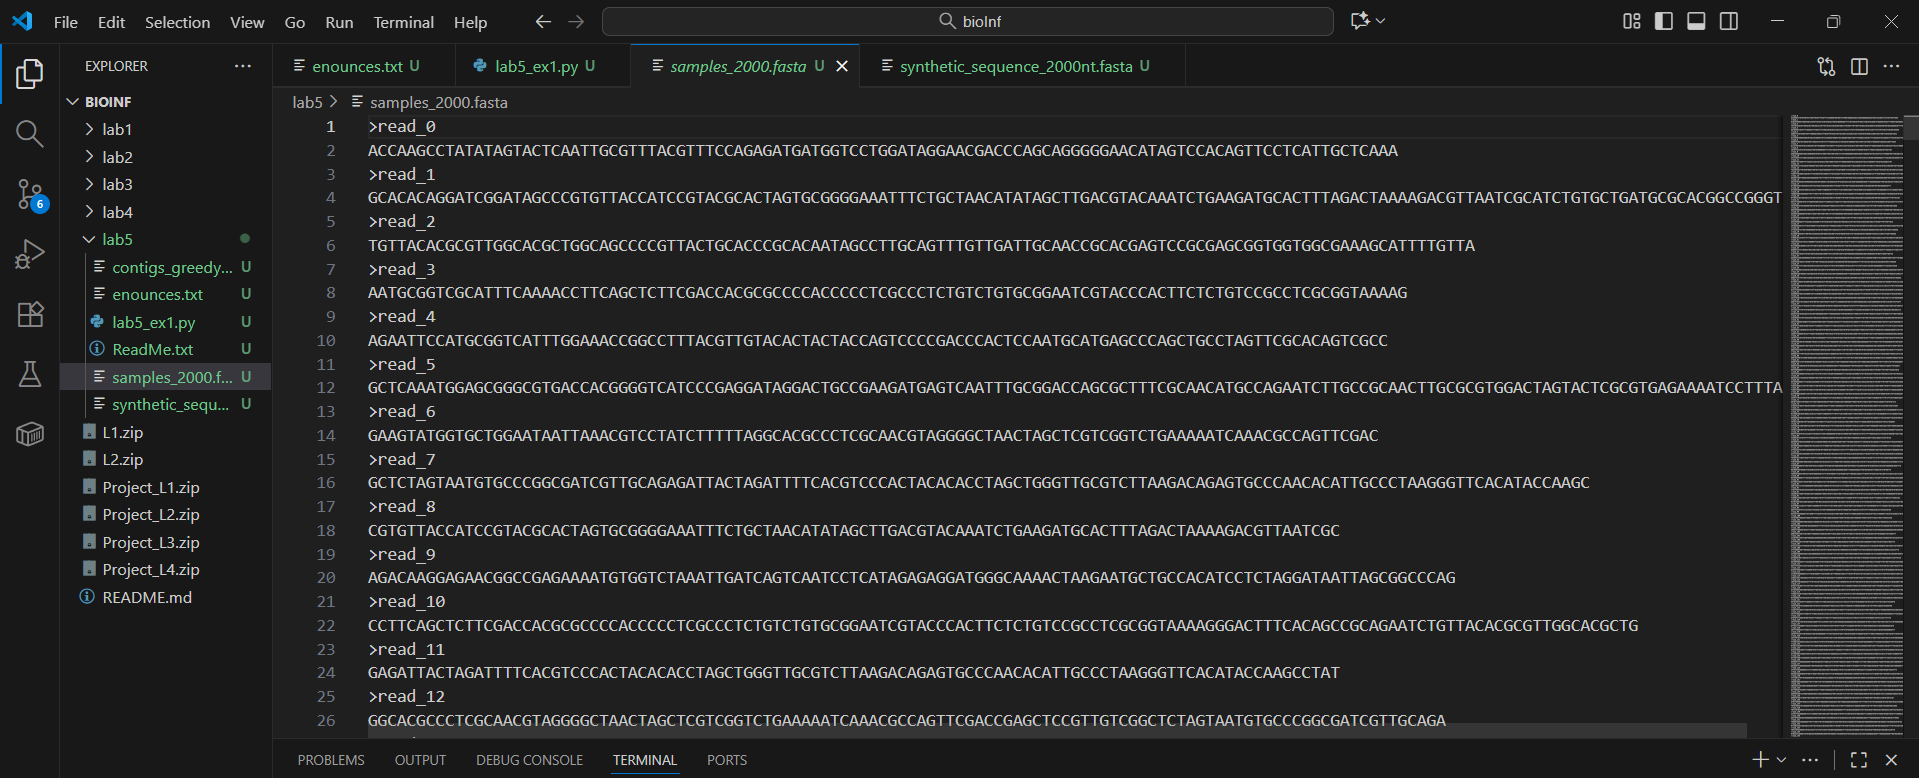 File Edit Selection View Go Run Terminal Help
bioInf
EXPLORER
BIOINF
lab1
lab2
lab3
lab4
lab5
contigs_greedy... U
enounces.txt U
lab5_ex1.py U
ReadMe.txt U
samples_2000.f... U
synthetic_sequ... U
L1.zip
L2.zip
Project_L1.zip
Project_L2.zip
Project_L3.zip
Project_L4.zip
README.md
6
enounces.txt U
lab5_ex1.py U
samples_2000.fasta U
synthetic_sequence_2000nt.fasta U
lab5 > samples_2000.fasta
1 >read_0
2 ACCAAGCCTATATAGTACTCAATTGCGTTTACGTTTCCAGAGATGATGGTCCTGGATAGGAACGACCCAGCAGGGGGAACATAGTCCACAGTTCCTCATTGCTCAAA
3 >read_1
4 GCACACAGGATCGGATAGCCCGTGTTACCATCCGTACGCACTAGTGCGGGGAAATTTCTGCTAACATATAGCTTGACGTACAAATCTGAAGATGCACTTTAGACTAAAAGACGTTAATCGCATCTGTGCTGATGCGCACGGCCGGGT
5 >read_2
6 TGTTACACGCGTTGGCACGCTGGCAGCCCCGTTACTGCACCCGCACAATAGCCTTGCAGTTTGTTGATTGCAACCGCACGAGTCCGCGAGCGGTGGTGGCGAAAGCATTTTGTTA
7 >read_3
8 AATGCGGTCGCATTTCAAAACCTTCAGCTCTTCGACCACGCGCCCCACCCCCTCGCCCTCTGTCTGTGCGGAATCGTACCCACTTCTCTGTCCGCCTCGCGGTAAAAG
9 >read_4
10 AGAATTCCATGCGGTCATTTGGAAACCGGCCTTTACGTTGTACACTACTACCAGTCCCCGACCCACTCCAATGCATGAGCCCAGCTGCCTAGTTCGCACAGTCGCC
11 >read_5
12 GCTCAAATGGAGCGGGCGTGACCACGGGGTCATCCCGAGGATAGGACTGCCGAAGATGAGTCAATTTGCGGACCAGCGCTTTCGCAACATGCCAGAATCTTGCCGCAACTTGCGCGTGGACTAGTACTCGCGTGAGAAAATCCTTTA
13 >read_6
14 GAAGTATGGTGCTGGAATAATTAAACGTCCTATCTTTTTAGGCACGCCCTCGCAACGTAGGGGCTAACTAGCTCGTCGGTCTGAAAAATCAAACGCCAGTTCGAC
15 >read_7
16 GCTCTAGTAATGTGCCCGGCGATCGTTGCAGAGATTACTAGATTTTCACGTCCCACTACACACCTAGCTGGGTTGCGTCTTAAGACAGAGTGCCCAACACATTGCCCTAAGGGTTCACATACCAAGC
17 >read_8
18 CGTGTTACCATCCGTACGCACTAGTGCGGGGAAATTTCTGCTAACATATAGCTTGACGTACAAATCTGAAGATGCACTTTAGACTAAAAGACGTTAATCGC
19 >read_9
20 AGACAAGGAGAACGGCCGAGAAAATGTGGTCTAAATTGATCAGTCAATCCTCATAGAGAGGATGGGCAAAACTAAGAATGCTGCCACATCCTCTAGGATAATTAGCGGCCCAG
21 >read_10
22 CCTTCAGCTCTTCGACCACGCGCCCCACCCCCTCGCCCTCTGTCTGTGCGGAATCGTACCCACTTCTCTGTCCGCCTCGCGGTAAAAGGGACTTTCACAGCCGCAGAATCTGTTACACGCGTTGGCACGCTG
23 >read_11
24 GAGATTACTAGATTTTCACGTCCCACTACACACCTAGCTGGGTTGCGTCTTAAGACAGAGTGCCCAACACATTGCCCTAAGGGTTCACATACCAAGCCTAT
25 >read_12
26 GGCACGCCCTCGCAACGTAGGGGCTAACTAGCTCGTCGGTCTGAAAAATCAAACGCCAGTTCGACCGAGCTCCGTTGTCGGCTCTAGTAATGTGCCCGGCGATCGTTGCAGA
PROBLEMS OUTPUT DEBUG CONSOLE TERMINAL PORTS